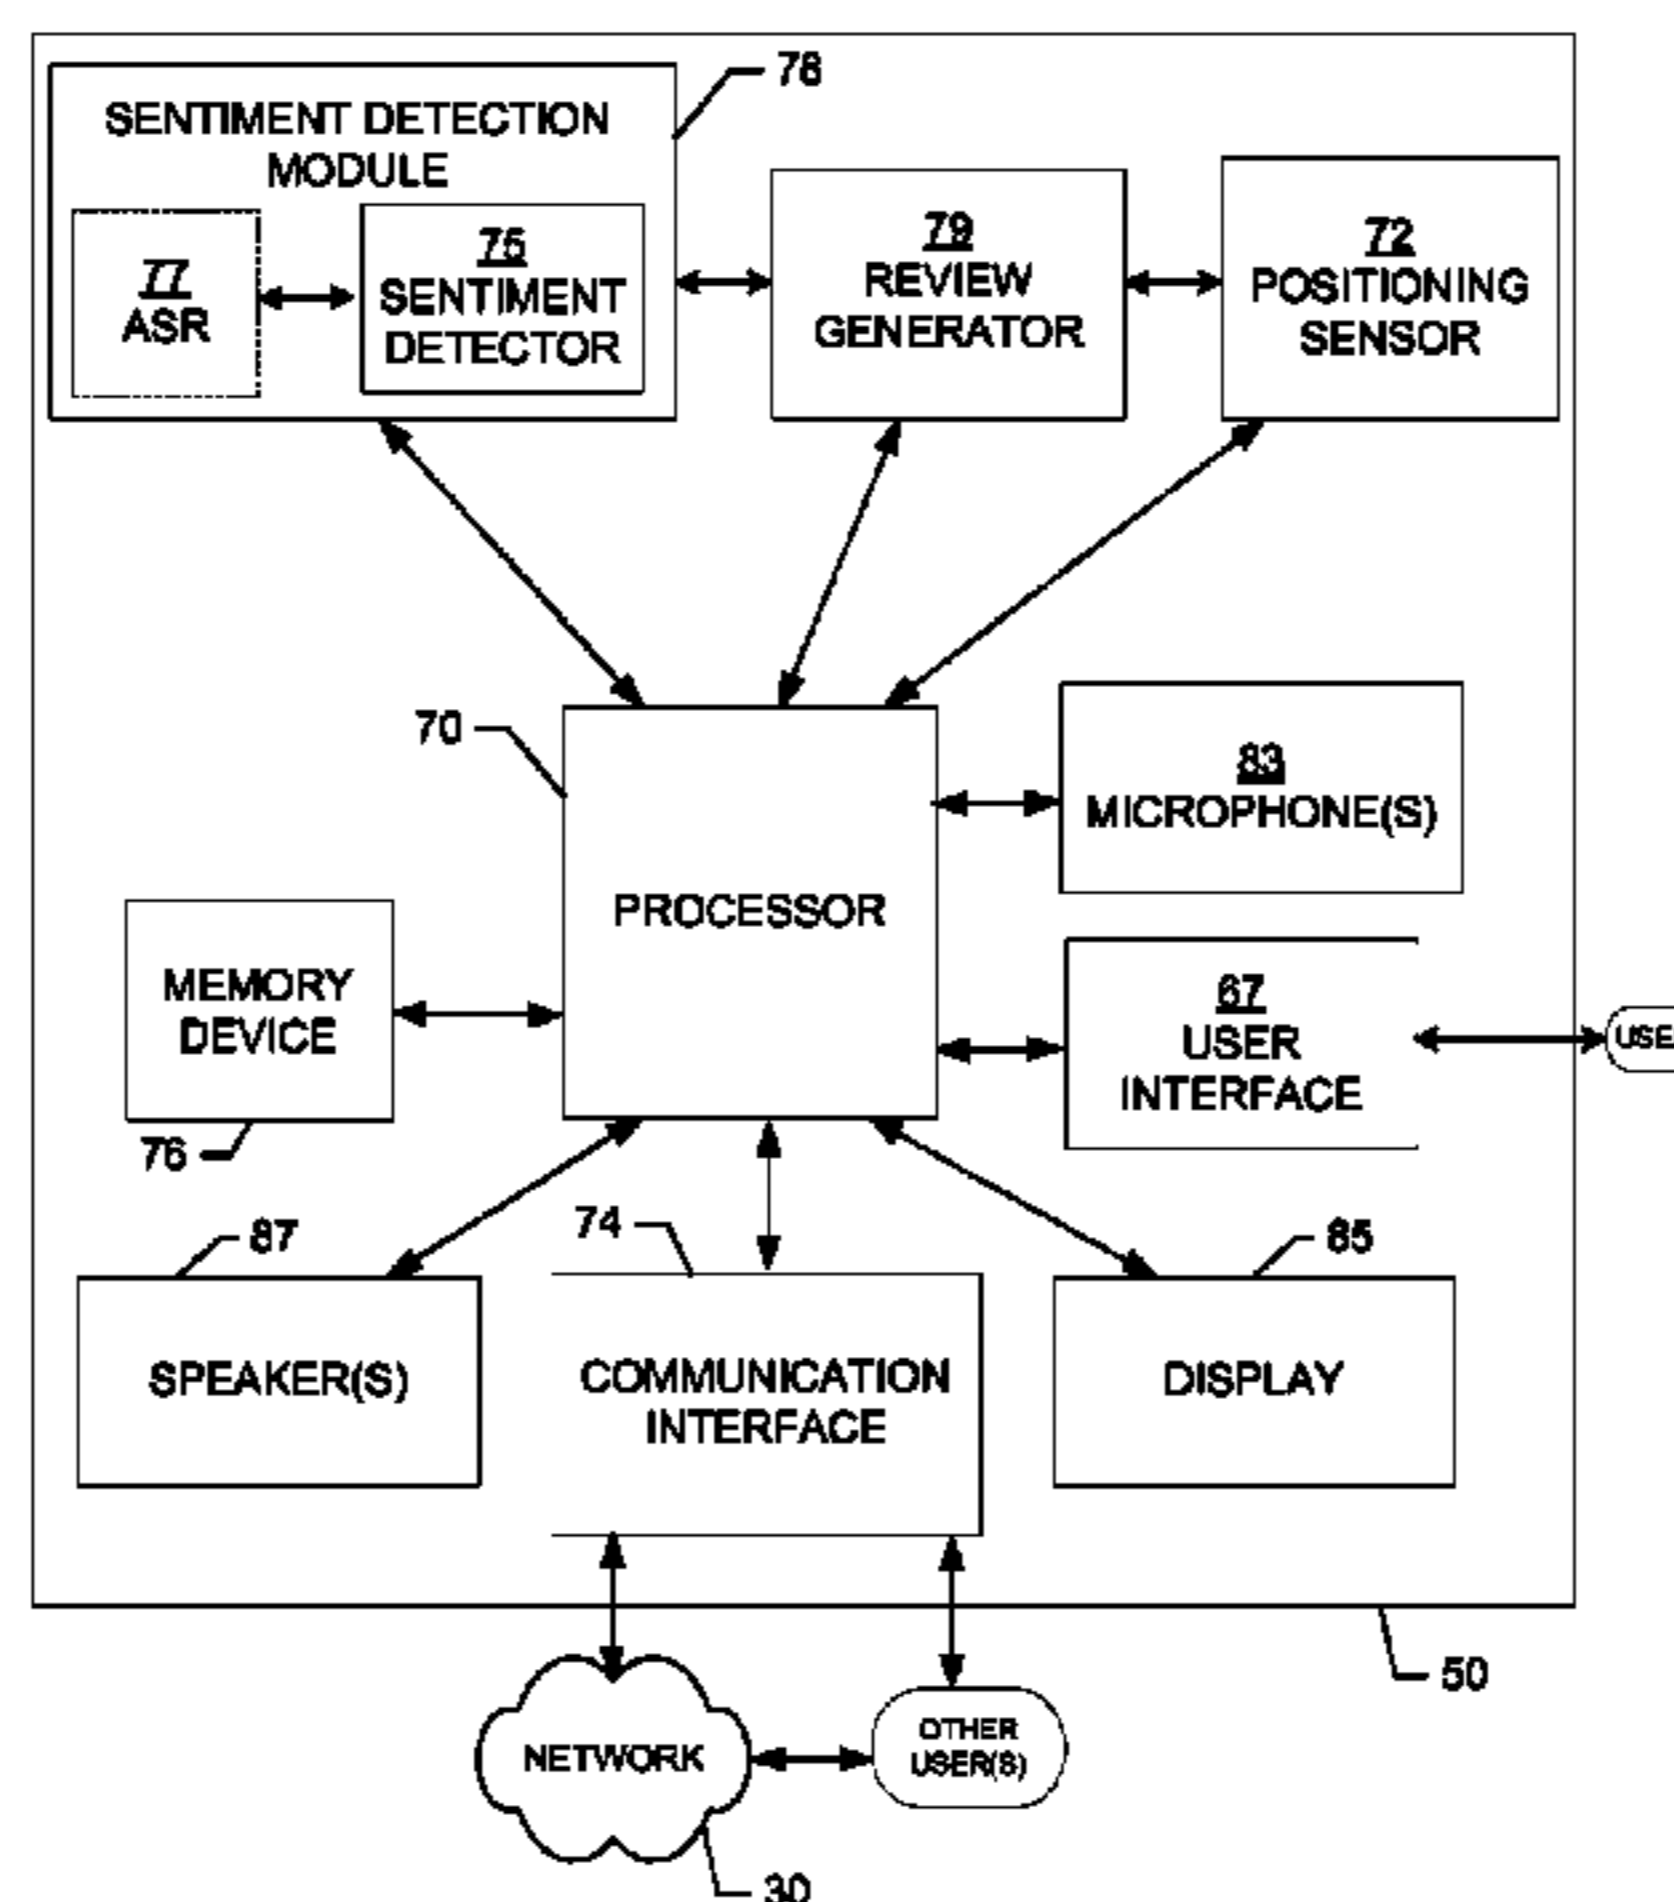 78
SENTIMENT DETECTION
MODULE
77
ASR
75
SENTIMENT
DETECTOR
79
REVIEW
GENERATOR
72
POSITIONING
SENSOR
70
PROCESSOR
83
MICROPHONE(S)
MEMORY
DEVICE
76
67
USER
INTERFACE
USE
87
SPEAKER(S)
74
COMMUNICATION
INTERFACE
85
DISPLAY
50
NETWORK
OTHER
USER(S)
30